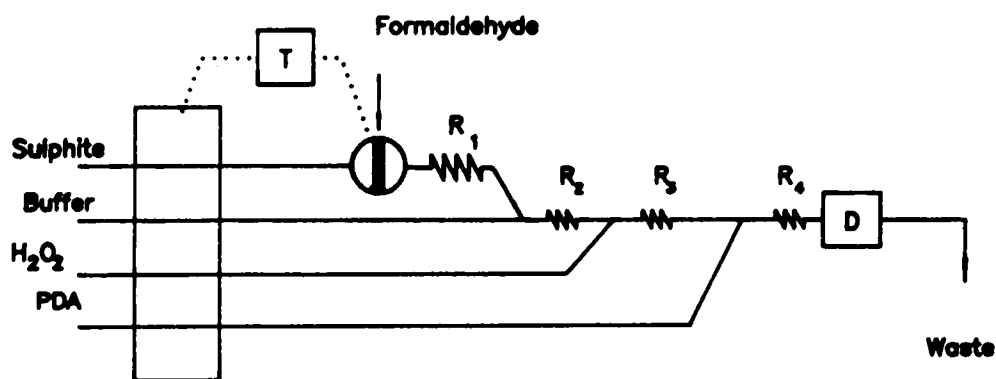 Formaldehyde
T
R1
Sulphite
R2
R3
R4
Buffer
D
H2O2
PDA
Waste